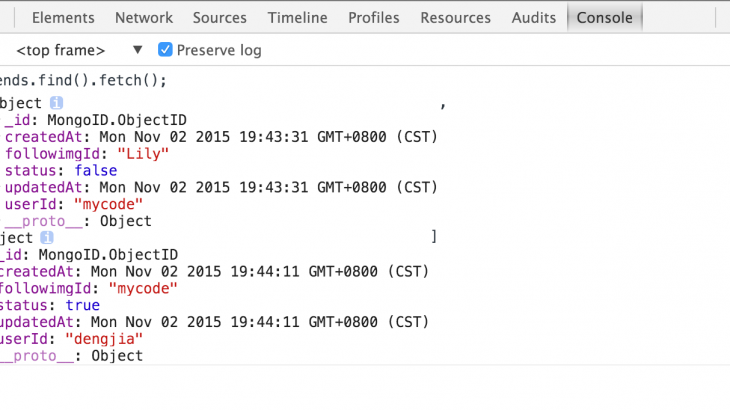 Elements Network Sources Timeline Profiles Resources Audits Console
<top frame> ▼ Preserve log
ends.find().fetch();
bject i ,
_id: MongoID.ObjectID
createdAt: Mon Nov 02 2015 19:43:31 GMT+0800 (CST)
followimgId: "Lily"
status: false
updatedAt: Mon Nov 02 2015 19:43:31 GMT+0800 (CST)
userId: "mycode"
__proto__: Object
ject i ]
_id: MongoID.ObjectID
createdAt: Mon Nov 02 2015 19:44:11 GMT+0800 (CST)
followimgId: "mycode"
status: true
updatedAt: Mon Nov 02 2015 19:44:11 GMT+0800 (CST)
userId: "dengjia"
__proto__: Object